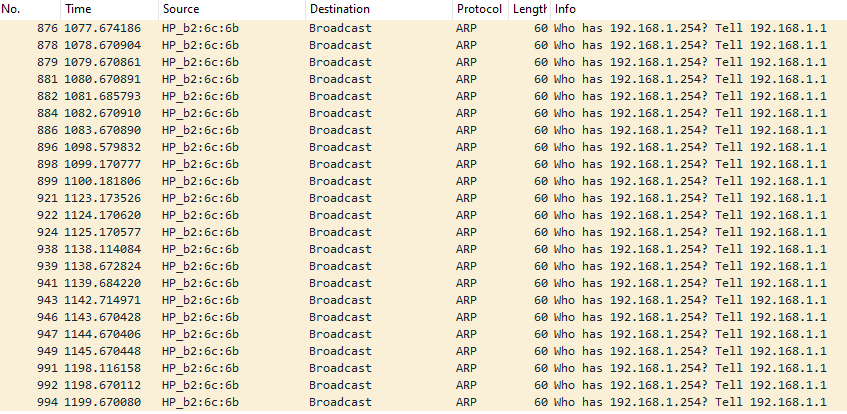 No. Time Source Destination Protocol Length Info
876 1077.674186 HP_b2:6c:6b Broadcast ARP 60 Who has 192.168.1.254? Tell 192.168.1.1
878 1078.670904 HP_b2:6c:6b Broadcast ARP 60 Who has 192.168.1.254? Tell 192.168.1.1
879 1079.670861 HP_b2:6c:6b Broadcast ARP 60 Who has 192.168.1.254? Tell 192.168.1.1
881 1080.670891 HP_b2:6c:6b Broadcast ARP 60 Who has 192.168.1.254? Tell 192.168.1.1
882 1081.685793 HP_b2:6c:6b Broadcast ARP 60 Who has 192.168.1.254? Tell 192.168.1.1
884 1082.670910 HP_b2:6c:6b Broadcast ARP 60 Who has 192.168.1.254? Tell 192.168.1.1
886 1083.670890 HP_b2:6c:6b Broadcast ARP 60 Who has 192.168.1.254? Tell 192.168.1.1
896 1098.579832 HP_b2:6c:6b Broadcast ARP 60 Who has 192.168.1.254? Tell 192.168.1.1
898 1099.170777 HP_b2:6c:6b Broadcast ARP 60 Who has 192.168.1.254? Tell 192.168.1.1
899 1100.181806 HP_b2:6c:6b Broadcast ARP 60 Who has 192.168.1.254? Tell 192.168.1.1
921 1123.173526 HP_b2:6c:6b Broadcast ARP 60 Who has 192.168.1.254? Tell 192.168.1.1
922 1124.170620 HP_b2:6c:6b Broadcast ARP 60 Who has 192.168.1.254? Tell 192.168.1.1
924 1125.170577 HP_b2:6c:6b Broadcast ARP 60 Who has 192.168.1.254? Tell 192.168.1.1
938 1138.114084 HP_b2:6c:6b Broadcast ARP 60 Who has 192.168.1.254? Tell 192.168.1.1
939 1138.672824 HP_b2:6c:6b Broadcast ARP 60 Who has 192.168.1.254? Tell 192.168.1.1
941 1139.684220 HP_b2:6c:6b Broadcast ARP 60 Who has 192.168.1.254? Tell 192.168.1.1
943 1142.714971 HP_b2:6c:6b Broadcast ARP 60 Who has 192.168.1.254? Tell 192.168.1.1
946 1143.670428 HP_b2:6c:6b Broadcast ARP 60 Who has 192.168.1.254? Tell 192.168.1.1
947 1144.670406 HP_b2:6c:6b Broadcast ARP 60 Who has 192.168.1.254? Tell 192.168.1.1
949 1145.670448 HP_b2:6c:6b Broadcast ARP 60 Who has 192.168.1.254? Tell 192.168.1.1
991 1198.116158 HP_b2:6c:6b Broadcast ARP 60 Who has 192.168.1.254? Tell 192.168.1.1
992 1198.670112 HP_b2:6c:6b Broadcast ARP 60 Who has 192.168.1.254? Tell 192.168.1.1
994 1199.670080 HP_b2:6c:6b Broadcast ARP 60 Who has 192.168.1.254? Tell 192.168.1.1